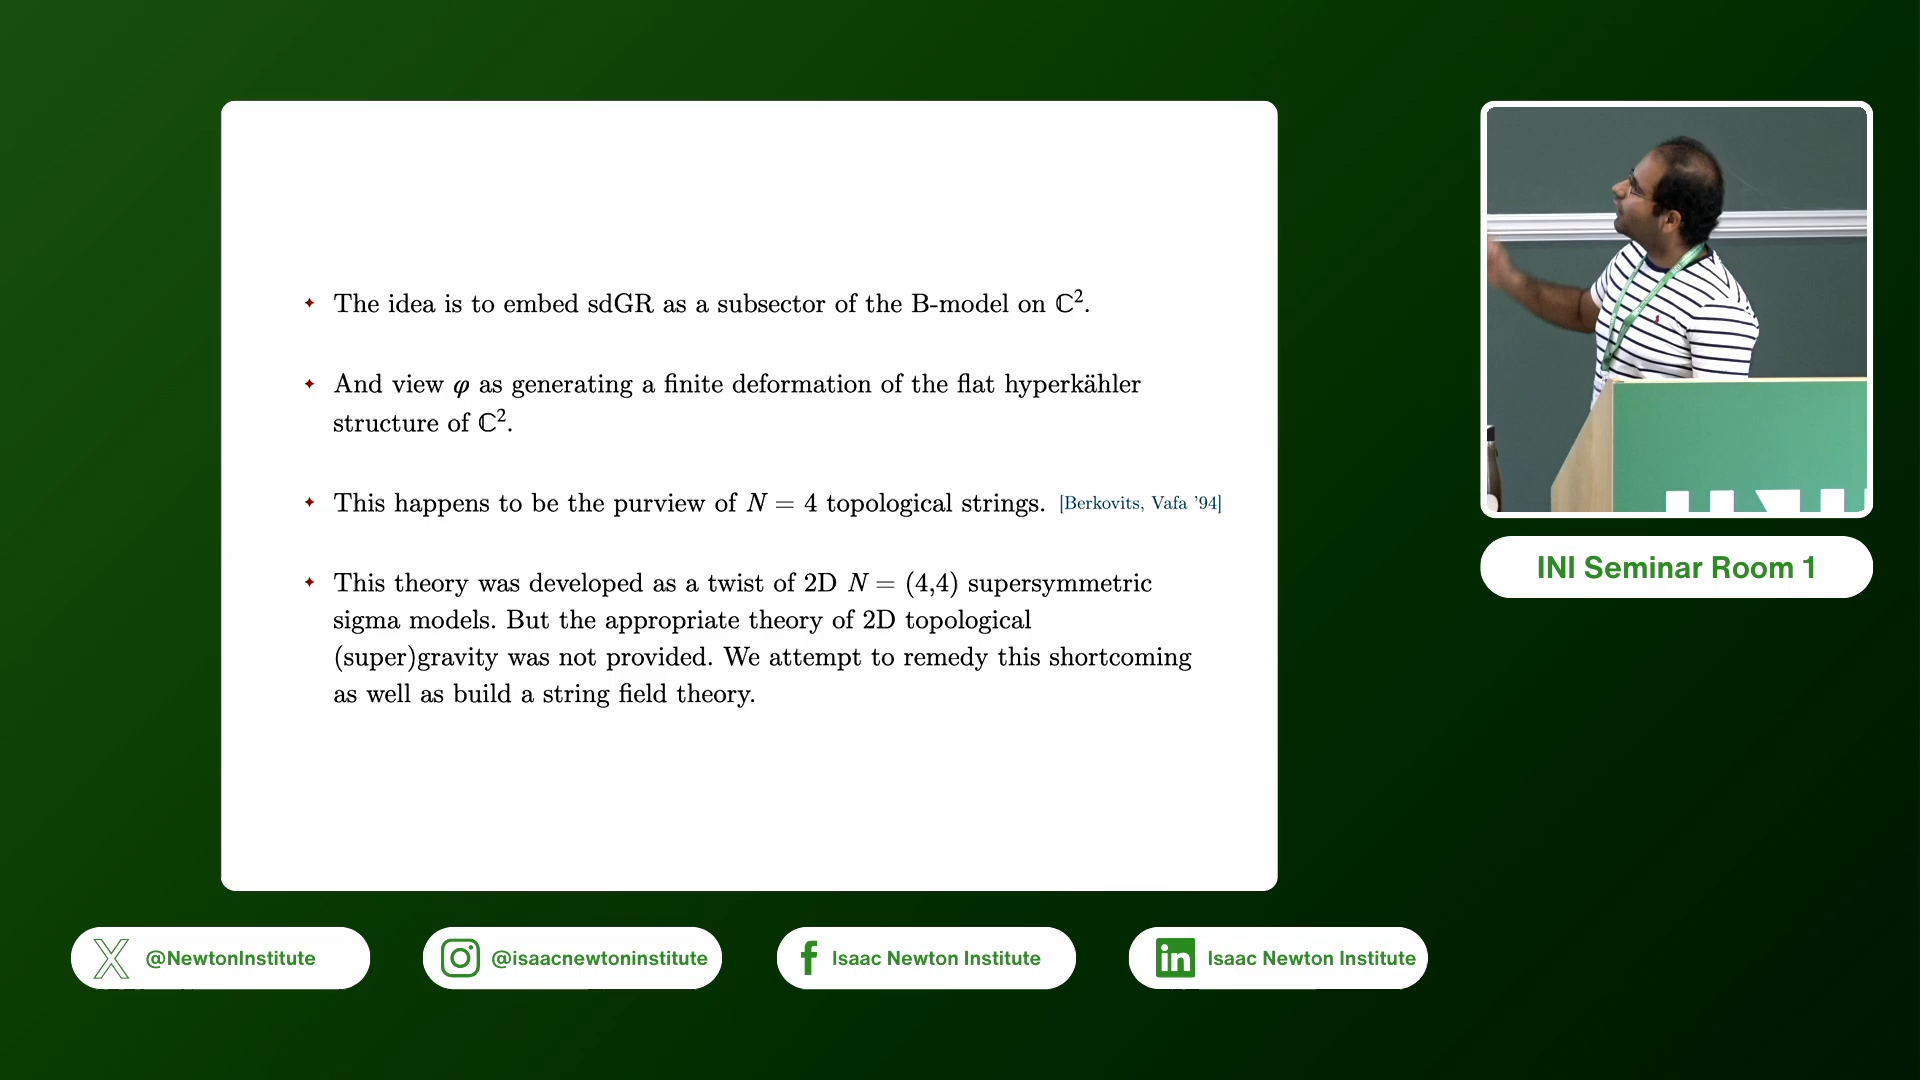 The idea is to embed sdGR as a subsector of the B-model on ℂ².
And view φ as generating a finite deformation of the flat hyperkähler
structure of ℂ².
This happens to be the purview of N = 4 topological strings. [Berkovits, Vafa ’94]
This theory was developed as a twist of 2D N = (4,4) supersymmetric
sigma models. But the appropriate theory of 2D topological
(super)gravity was not provided. We attempt to remedy this shortcoming
as well as build a string field theory.
INI Seminar Room 1
@NewtonInstitute
@isaacnewtoninstitute
Isaac Newton Institute
Isaac Newton Institute